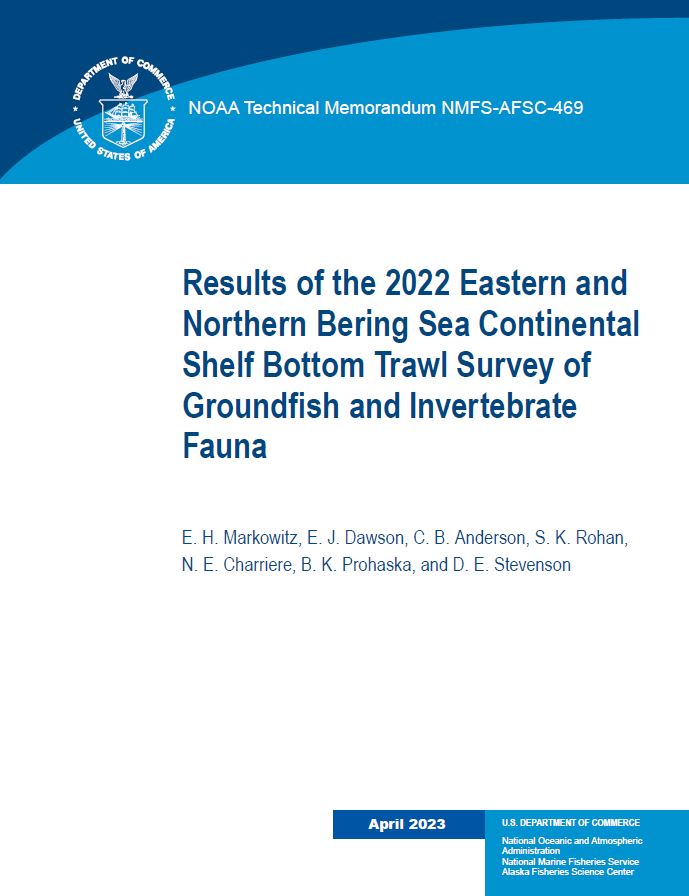 DEPARTMENT OF COMMERCE
UNITED STATES OF AMERICA
NOAA Technical Memorandum NMFS-AFSC-469
Results of the 2022 Eastern and
Northern Bering Sea Continental
Shelf Bottom Trawl Survey of
Groundfish and Invertebrate
Fauna
E. H. Markowitz, E. J. Dawson, C. B. Anderson, S. K. Rohan,
N. E. Charriere, B. K. Prohaska, and D. E. Stevenson
April 2023
U.S. DEPARTMENT OF COMMERCE
National Oceanic and Atmospheric
Administration
National Marine Fisheries Service
Alaska Fisheries Science Center